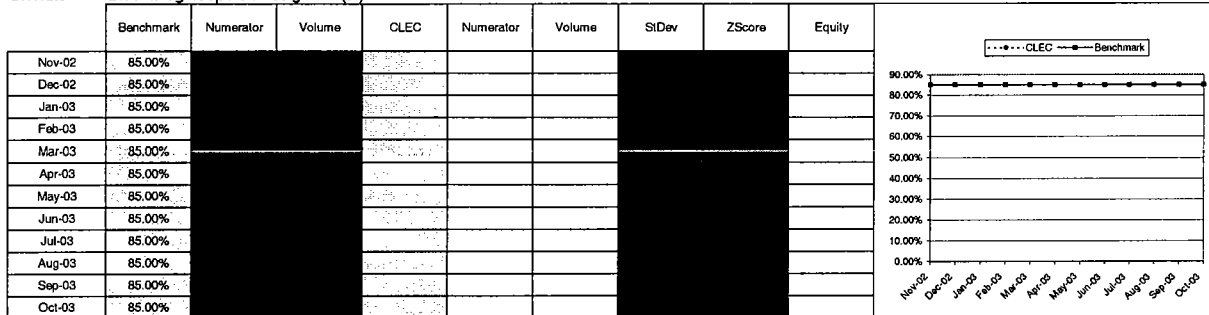 Benchmark Numerator Volume CLEC Numerator Volume StDev ZScore Equity
Nov-02 85.00%
Dec-02 85.00%
Jan-03 85.00%
Feb-03 85.00%
Mar-03 85.00%
Apr-03 85.00%
May-03 85.00%
Jun-03 85.00%
Jul-03 85.00%
Aug-03 85.00%
Sep-03 85.00%
Oct-03 85.00%
CLEC Benchmark
90.00%
80.00%
70.00%
60.00%
50.00%
40.00%
30.00%
20.00%
10.00%
0.00%
Nov-02 Dec-02 Jan-03 Feb-03 Mar-03 Apr-03 May-03 Jun-03 Jul-03 Aug-03 Sep-03 Oct-03